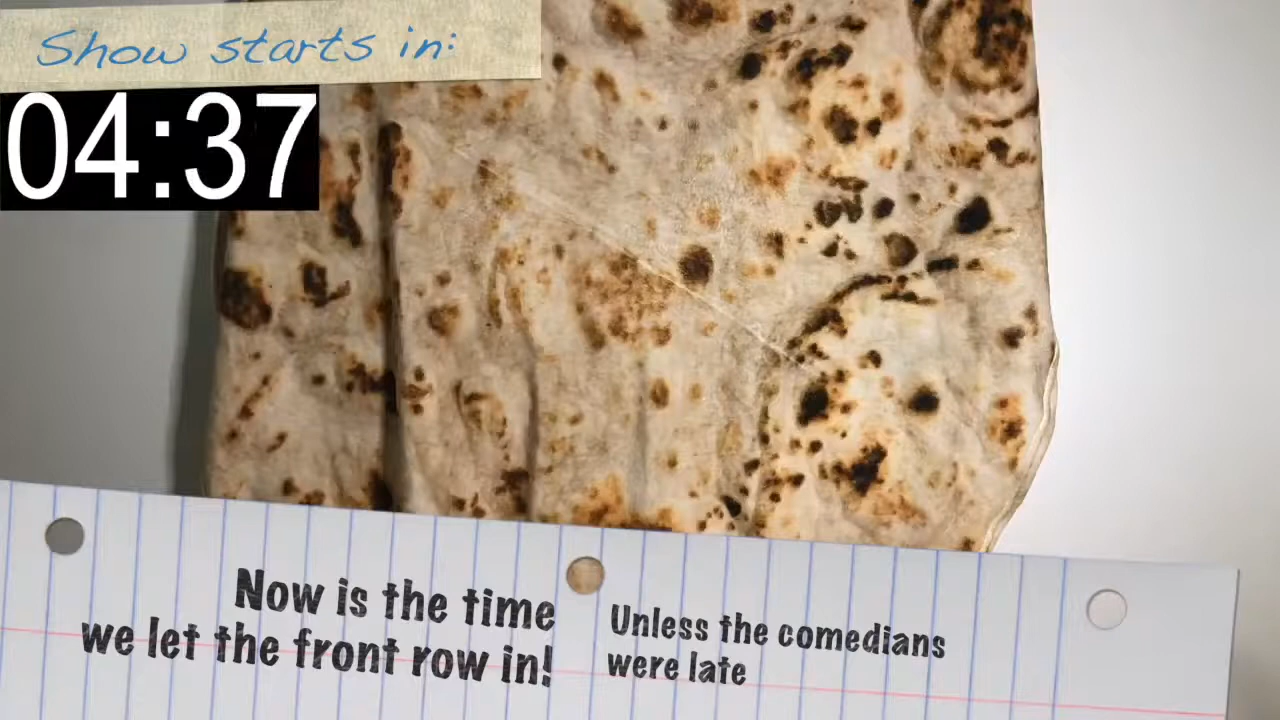 Show starts in:
04:37
Now is the time
we let the front row in!
Unless the comedians
were late